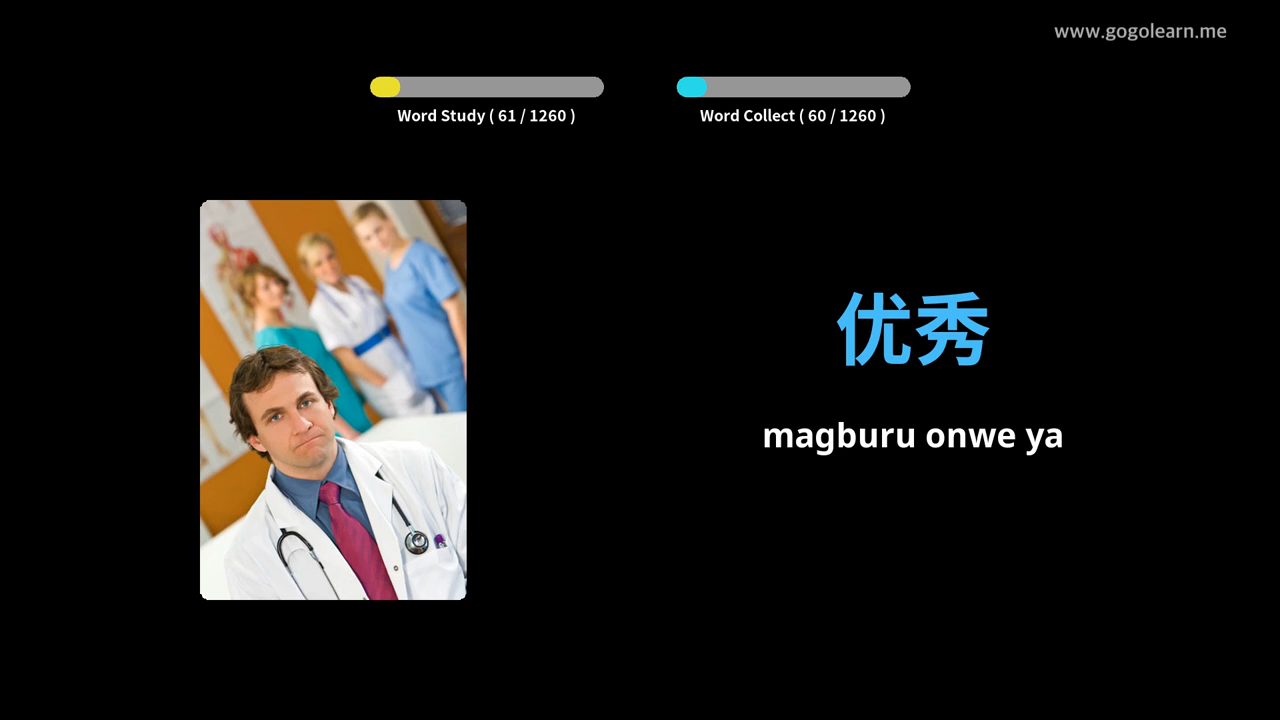 www.gogolearn.me
Word Study ( 61 / 1260 )
Word Collect ( 60 / 1260 )
优秀
magburu onwe ya